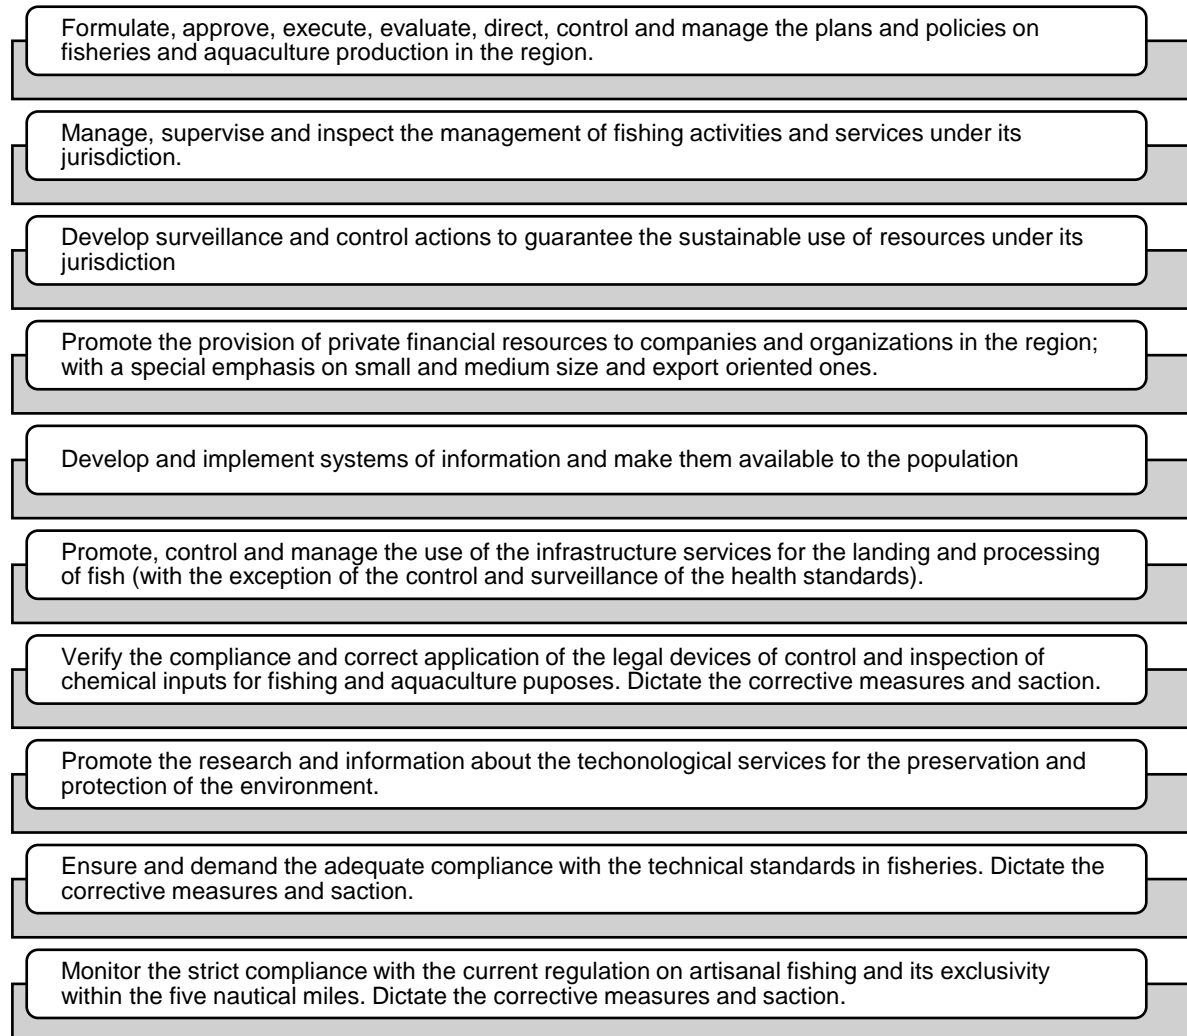 Formulate, approve, execute, evaluate, direct, control and manage the plans and policies on
fisheries and aquaculture production in the region.
Manage, supervise and inspect the management of fishing activities and services under its
jurisdiction.
Develop surveillance and control actions to guarantee the sustainable use of resources under its
jurisdiction
Promote the provision of private financial resources to companies and organizations in the region;
with a special emphasis on small and medium size and export oriented ones.
Develop and implement systems of information and make them available to the population
Promote, control and manage the use of the infrastructure services for the landing and processing
of fish (with the exception of the control and surveillance of the health standards).
Verify the compliance and correct application of the legal devices of control and inspection of
chemical inputs for fishing and aquaculture puposes. Dictate the corrective measures and saction.
Promote the research and information about the techonological services for the preservation and
protection of the environment.
Ensure and demand the adequate compliance with the technical standards in fisheries. Dictate the
corrective measures and saction.
Monitor the strict compliance with the current regulation on artisanal fishing and its exclusivity
within the five nautical miles. Dictate the corrective measures and saction.